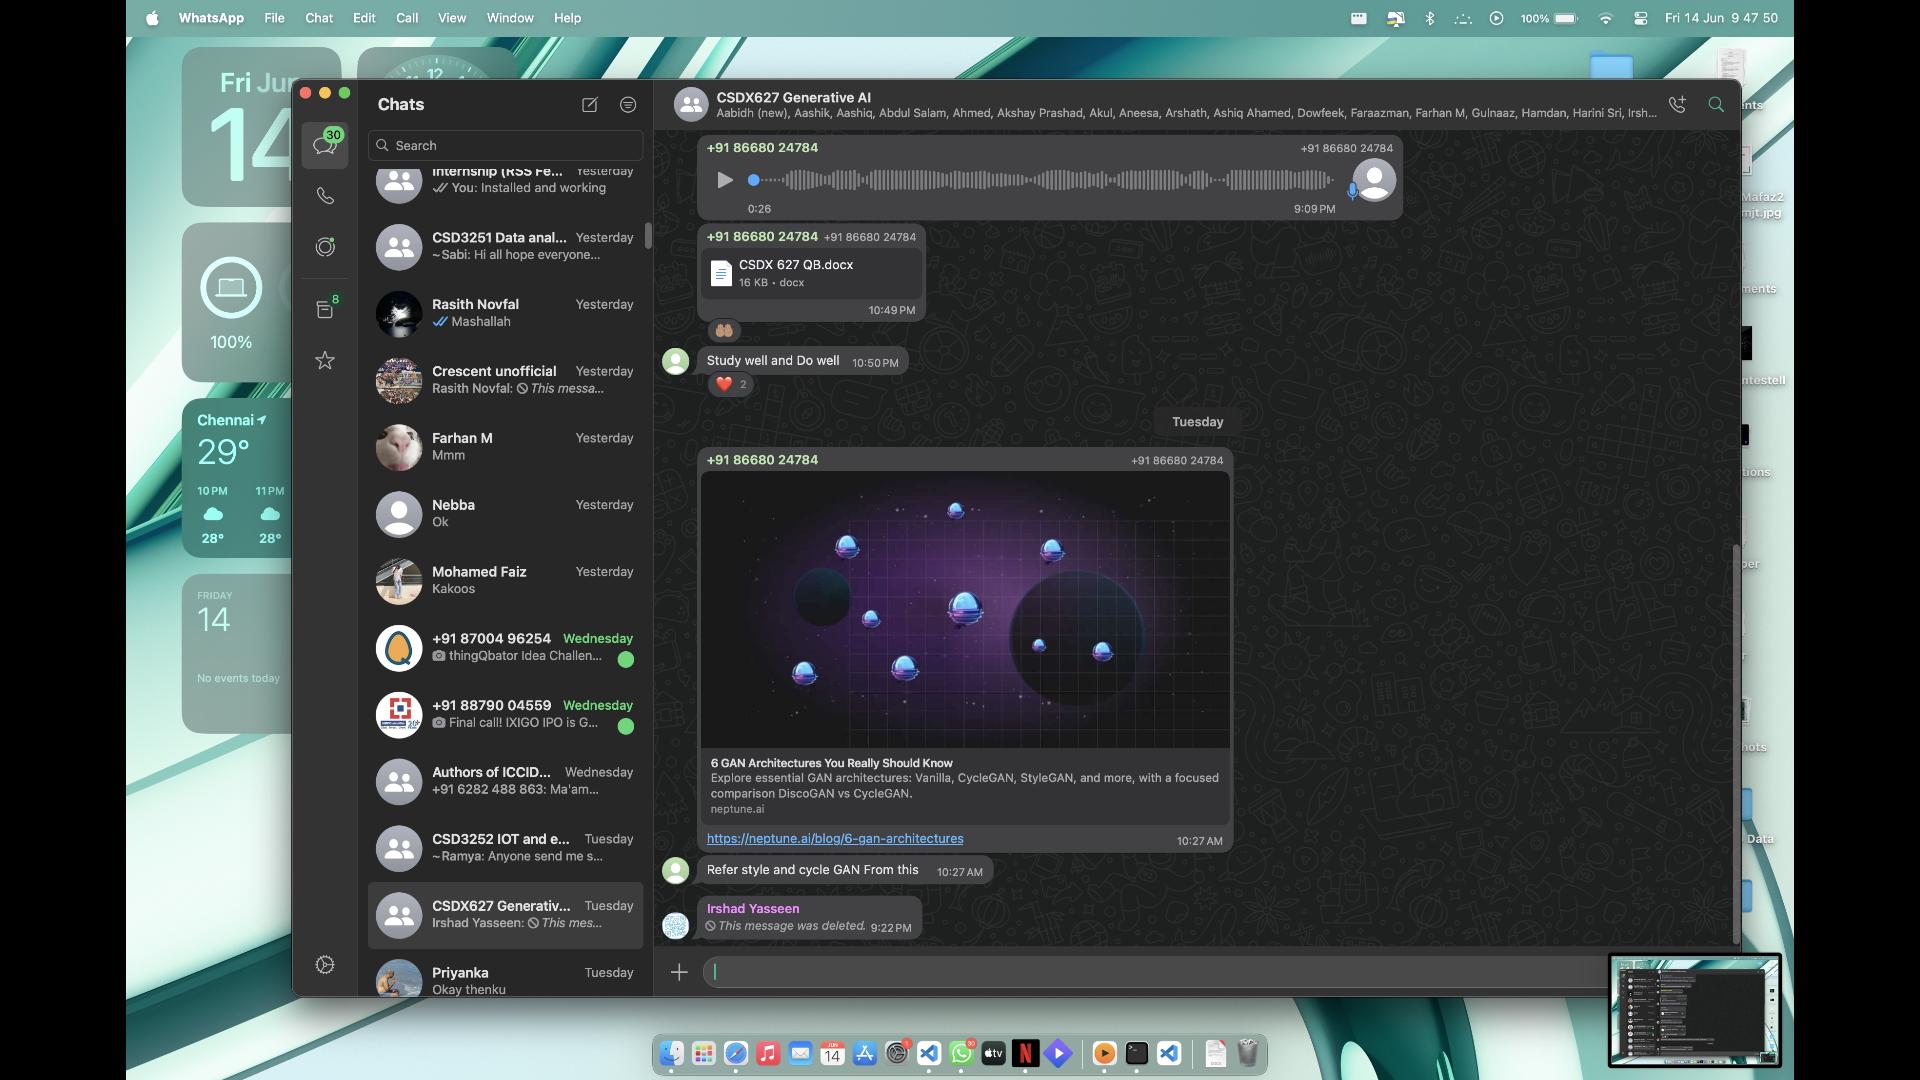 WhatsApp File Chat Edit Call View Window Help
100% Fri 14 Jun 9 47 50
Fri Jun
14
12
100%
Chennai
29°
10 PM 11 PM
28° 28°
FRIDAY
14
No events today
30
8
Chats
Search
Internship (RSS Fe... Yesterday
You: Installed and working
CSD3251 Data anal... Yesterday
~Sabi: Hi all hope everyone...
Rasith Novfal Yesterday
Mashallah
Crescent unofficial Yesterday
Rasith Novfal: This messa...
Farhan M Yesterday
Mmm
Nebba Yesterday
Ok
Mohamed Faiz Yesterday
Kakoos
+91 87004 96254 Wednesday
thingQbator Idea Challen...
+91 88790 04559 Wednesday
Final call! IXIGO IPO is G...
Authors of ICCID... Wednesday
+91 6282 488 863: Ma'am...
CSD3252 IOT and e... Tuesday
~Ramya: Anyone send me s...
CSDX627 Generativ... Tuesday
Irshad Yasseen: This mes...
Priyanka Tuesday
Okay thenku
CSDX627 Generative AI
Aabidh (new), Aashik, Aashiq, Abdul Salam, Ahmed, Akshay Prashad, Akul, Aneesa, Arshath, Ashiq Ahamed, Dowfeek, Faraazman, Farhan M, Gulnaaz, Hamdan, Harini Sri, Irsh...
+91 86680 24784 +91 86680 24784
0:26 9:09 PM
+91 86680 24784 +91 86680 24784
CSDX 627 QB.docx
16 KB • docx
10:49 PM
Study well and Do well 10:50 PM
2
Tuesday
+91 86680 24784 +91 86680 24784
6 GAN Architectures You Really Should Know
Explore essential GAN architectures: Vanilla, CycleGAN, StyleGAN, and more, with a focused
comparison DiscoGAN vs CycleGAN.
neptune.ai
https://neptune.ai/blog/6-gan-architectures
10:27 AM
Refer style and cycle GAN From this 10:27 AM
Irshad Yasseen
This message was deleted. 9:22 PM
ents
Mafaz2
mjt.jpg
ments
ntestell
tions
per
r
nots
Data
JUN
14
1
30
tv
N
DOCX